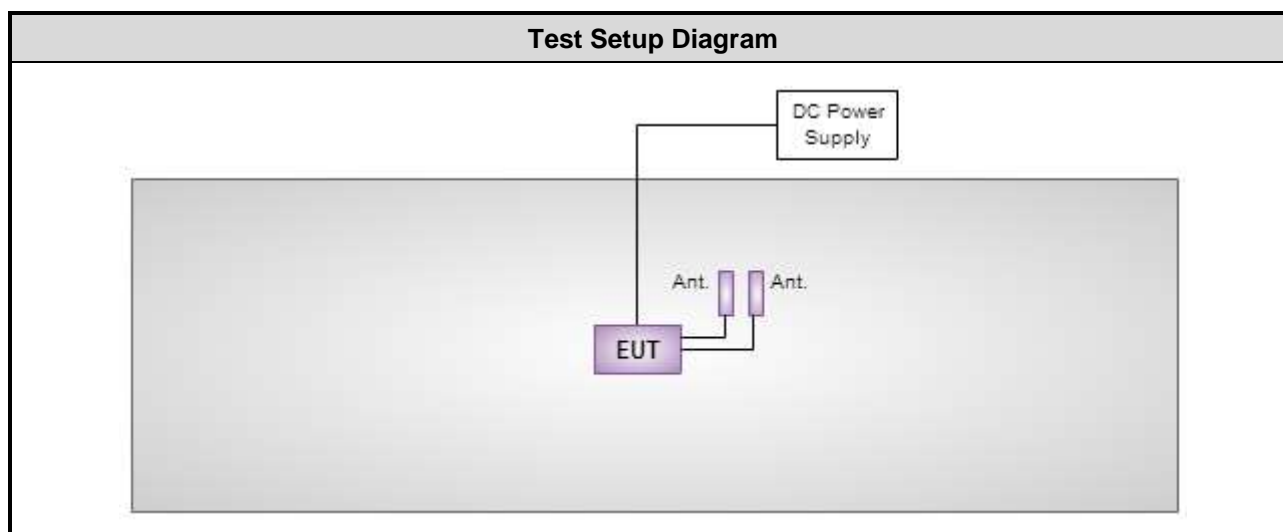 Test Setup Diagram
DC Power
Supply
Ant.
Ant.
EUT